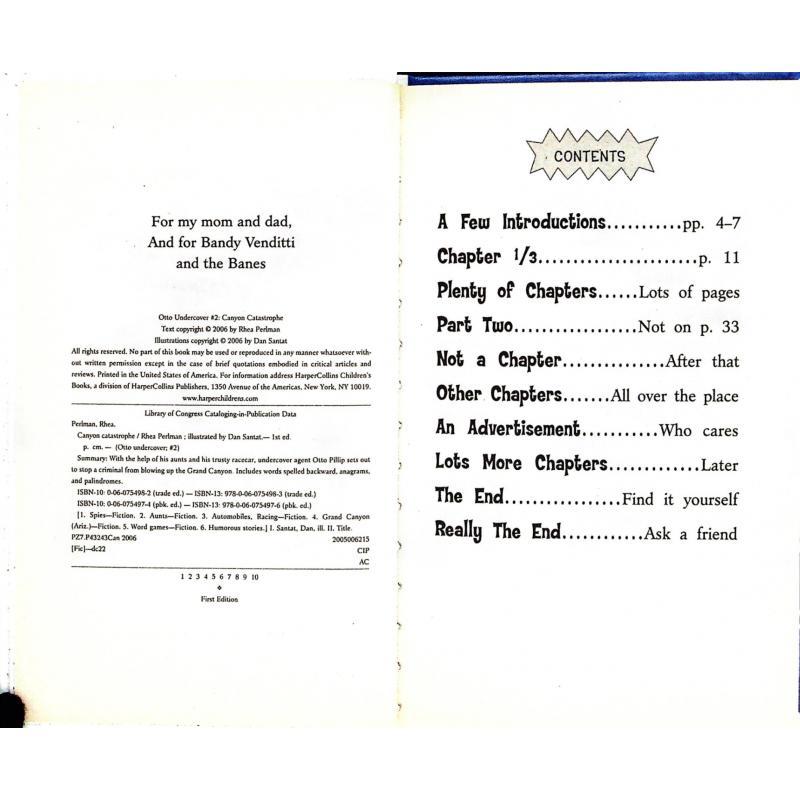 For my mom and dad,
And for Bandy Venditti
and the Banes
Otto Undercover #2: Canyon Catastrophe
Text copyright © 2006 by Rhea Perlman
Illustrations copyright © 2006 by Dan Santat
All rights reserved. No part of this book may be used or reproduced in any manner whatsoever with-
out written permission except in the case of brief quotations embodied in critical articles and
reviews. Printed in the United States of America. For information address HarperCollins Children's
Books, a division of HarperCollins Publishers, 1350 Avenue of the Americas, New York, NY 10019.
www.harperchildrens.com
Library of Congress Cataloging-in-Publication Data
Perlman, Rhea.
Canyon catastrophe / Rhea Perlman ; illustrated by Dan Santat.— 1st ed.
p. cm.— (Otto undercover; #2)
Summary: With the help of his aunts and his trusty racecar, undercover agent Otto Pillip sets out
to stop a criminal from blowing up the Grand Canyon. Includes words spelled backward, anagrams,
and palindromes.
ISBN-10: 0-06-075498-2 (trade ed.) — ISBN-13: 978-0-06-075498-3 (trade ed.)
ISBN-10: 0-06-075497-4 (pbk. ed.) — ISBN-13: 978-0-06-075497-6 (pbk. ed.)
[1. Spies—Fiction. 2. Aunts—Fiction. 3. Automobiles, Racing—Fiction. 4. Grand Canyon
(Ariz.)—Fiction. 5. Word games—Fiction. 6. Humorous stories.] I. Santat, Dan, ill. II. Title.
PZ7.P43243Can 2006 2005006215
[Fic]—dc22 CIP
AC
1 2 3 4 5 6 7 8 9 10
First Edition
CONTENTS
A Few Introductions...........pp. 4–7
Chapter 1/3.......................p. 11
Plenty of Chapters......Lots of pages
Part Two..................Not on p. 33
Not a Chapter...............After that
Other Chapters.......All over the place
An Advertisement...........Who cares
Lots More Chapters.............Later
The End.................Find it yourself
Really The End............Ask a friend